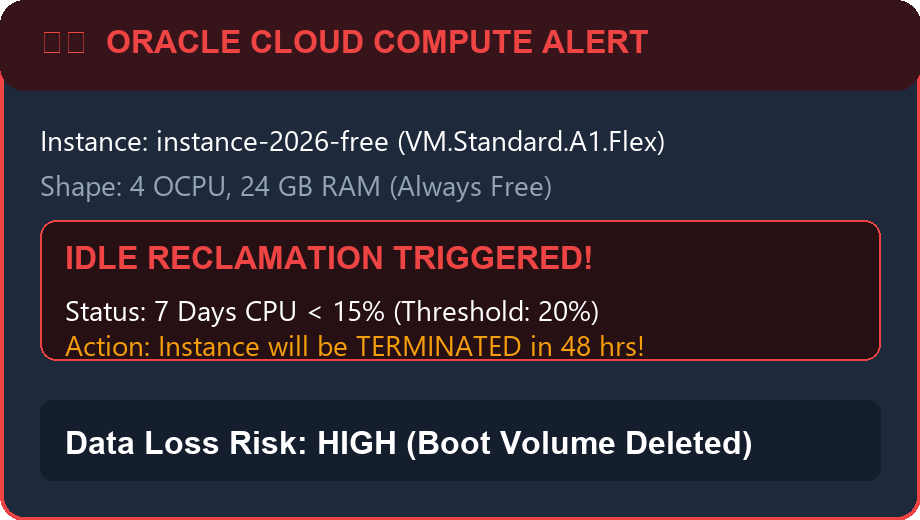 ORACLE CLOUD COMPUTE ALERT
Instance: instance-2026-free (VM.Standard.A1.Flex)
Shape: 4 OCPU, 24 GB RAM (Always Free)
IDLE RECLAMATION TRIGGERED!
Status: 7 Days CPU < 15% (Threshold: 20%)
Action: Instance will be TERMINATED in 48 hrs!
Data Loss Risk: HIGH (Boot Volume Deleted)